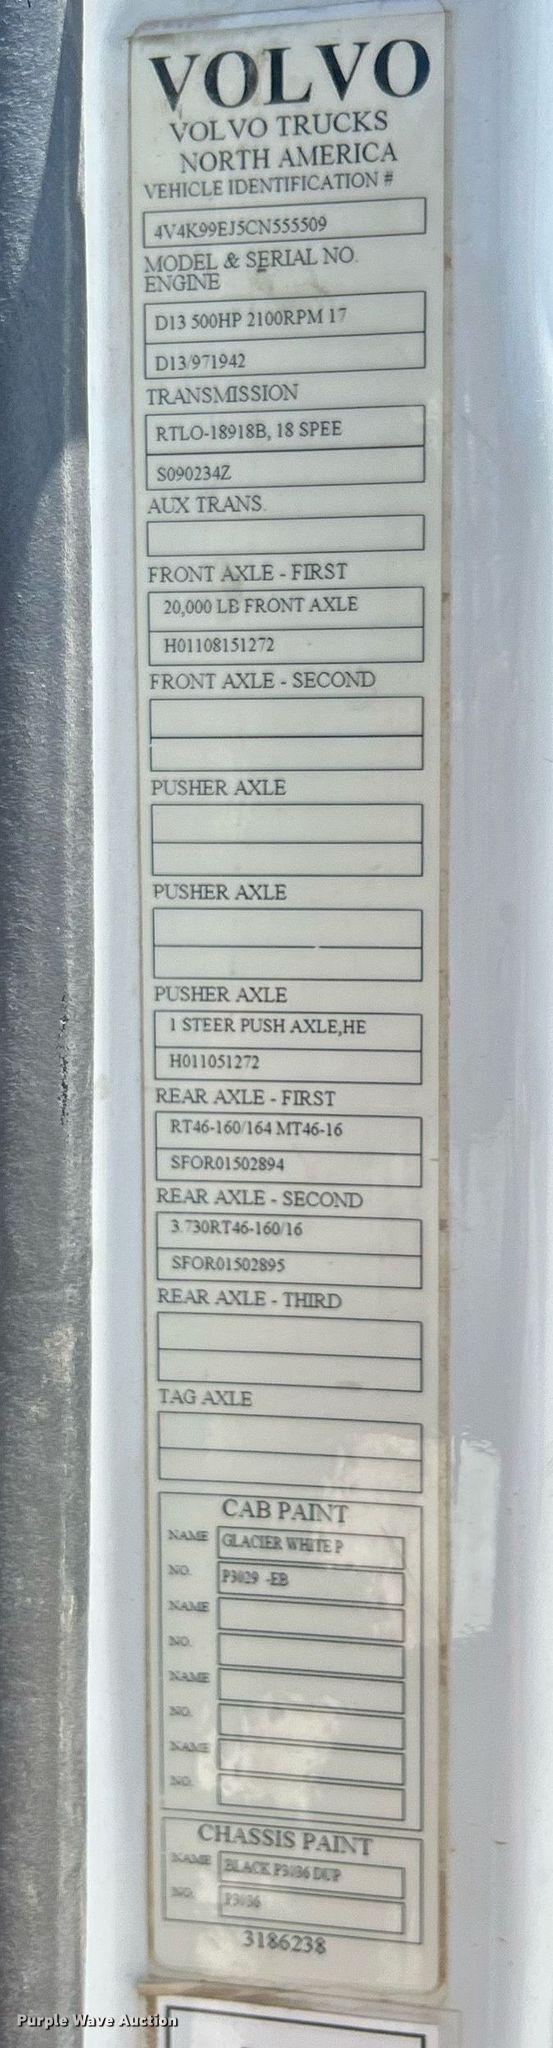 VOLVO
VOLVO TRUCKS
NORTH AMERICA
VEHICLE IDENTIFICATION #
4V4K99EJ5CN555509
MODEL & SERIAL NO.
ENGINE
D13 500HP 2100RPM 17
D13/971942
TRANSMISSION
RTLO-18918B, 18 SPEE
S090234Z
AUX TRANS.
FRONT AXLE - FIRST
20,000 LB FRONT AXLE
H01108151272
FRONT AXLE - SECOND
PUSHER AXLE
PUSHER AXLE
PUSHER AXLE
1 STEER PUSH AXLE,HE
H011051272
REAR AXLE - FIRST
RT46-160/164 MT46-16
SFOR01502894
REAR AXLE - SECOND
3.730RT46-160/16
SFOR01502895
REAR AXLE - THIRD
TAG AXLE
CAB PAINT
NAME GLACIER WHITE P
NO. P3029 -EB
NAME
NO.
NAME
NO.
NAME
NO.
CHASSIS PAINT
NAME BLACK P3036 DUP
NO. P3036
3186238
Purple Wave Auction